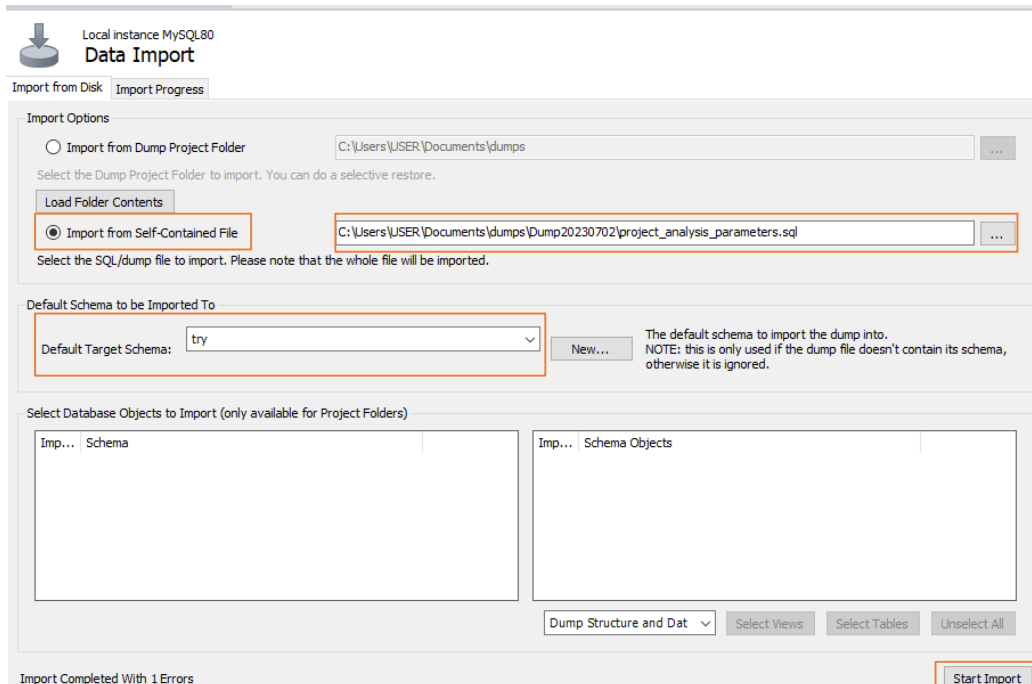 Local instance MySQL80
Data Import
Import from Disk Import Progress
Import Options
Import from Dump Project Folder C:\Users\USER\Documents\dumps ...
Select the Dump Project Folder to import. You can do a selective restore.
Load Folder Contents
Import from Self-Contained File C:\Users\USER\Documents\dumps\Dump20230702\project_analysis_parameters.sql ...
Select the SQL/dump file to import. Please note that the whole file will be imported.
Default Schema to be Imported To
Default Target Schema: try New...
The default schema to import the dump into.
NOTE: this is only used if the dump file doesn't contain its schema,
otherwise it is ignored.
Select Database Objects to Import (only available for Project Folders)
Imp... Schema Imp... Schema Objects
Dump Structure and Dat Select Views Select Tables Unselect All
Import Completed With 1 Errors Start Import